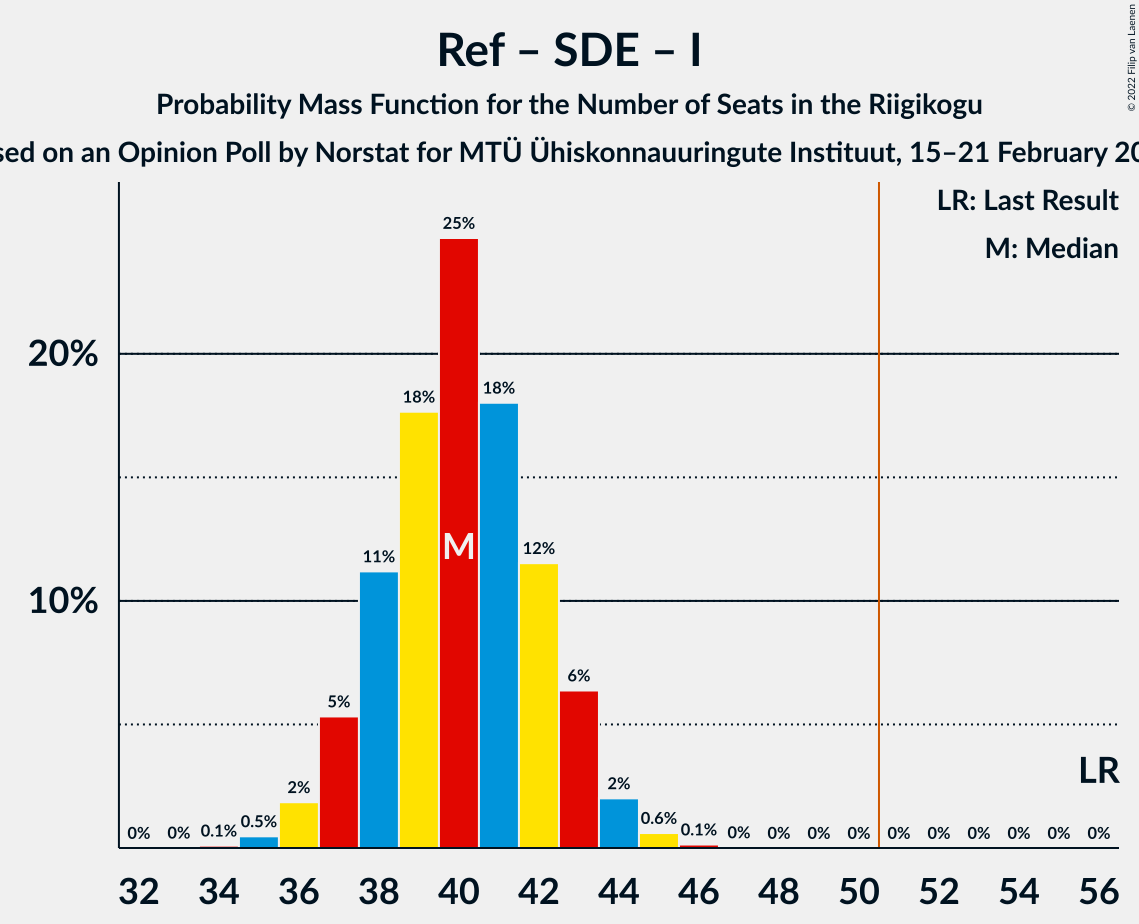 Ref – SDE – I
Probability Mass Function for the Number of Seats in the Riigikogu
sed on an Opinion Poll by Norstat for MTÜ Ühiskonnauuringute Instituut, 15–21 February 20
© 2022 Filip van Laenen
LR: Last Result
M: Median
25%
20%
18%
18%
M
12%
11%
10%
6%
5%
LR
2%
2%
0% 0% 0.1% 0.5% 0.6% 0.1% 0% 0% 0% 0% 0% 0% 0% 0% 0% 0%
32 34 36 38 40 42 44 46 48 50 52 54 56